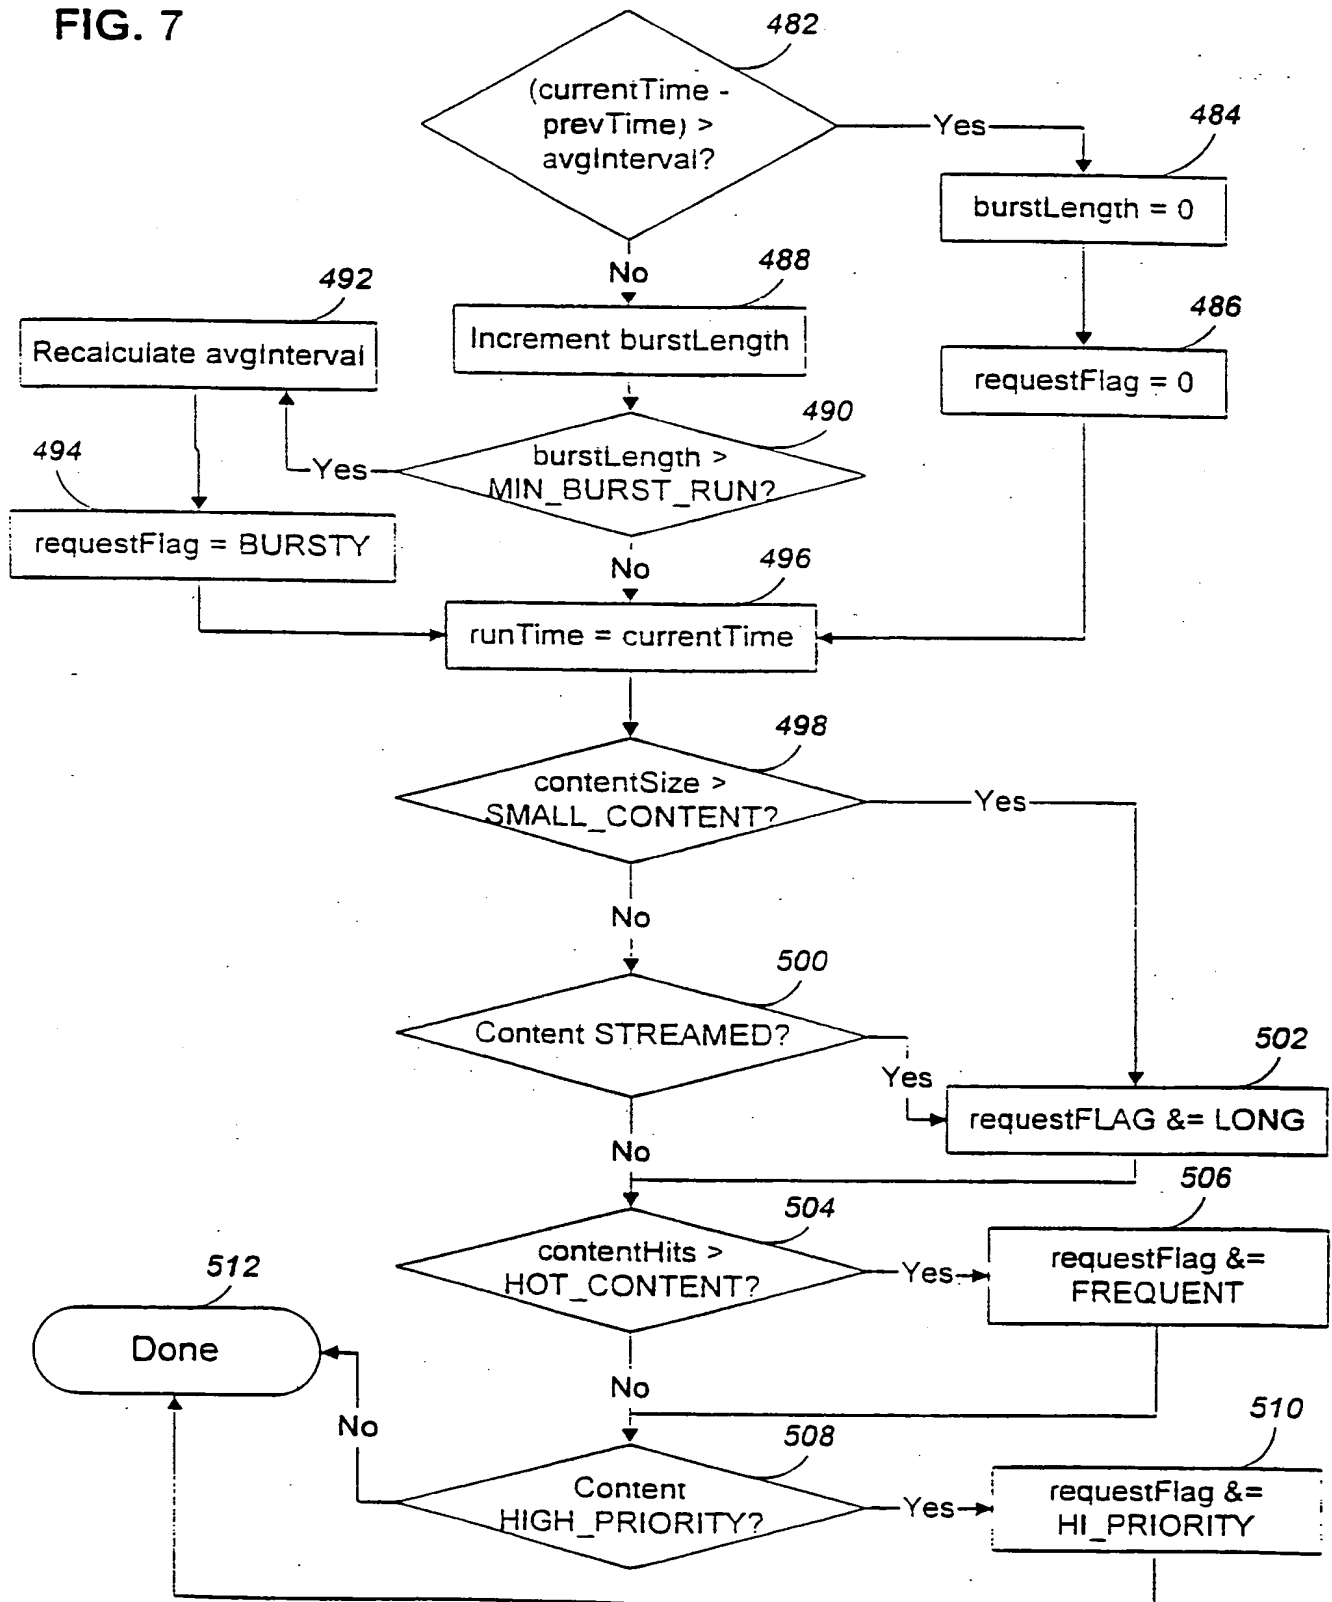 FIG. 7
482
(currentTime -
prevTime) >
avgInterval?
Yes
484
burstLength = 0
No
488
Increment burstLength
486
requestFlag = 0
492
Recalculate avgInterval
490
burstLength >
MIN_BURST_RUN?
Yes
494
requestFlag = BURSTY
No
496
runTime = currentTime
498
contentSize >
SMALL_CONTENT?
Yes
No
500
Content STREAMED?
Yes
502
requestFLAG &= LONG
No
504
contentHits >
HOT_CONTENT?
Yes
506
requestFlag &=
FREQUENT
512
Done
No
No
508
Content
HIGH_PRIORITY?
Yes
510
requestFlag &=
HI_PRIORITY